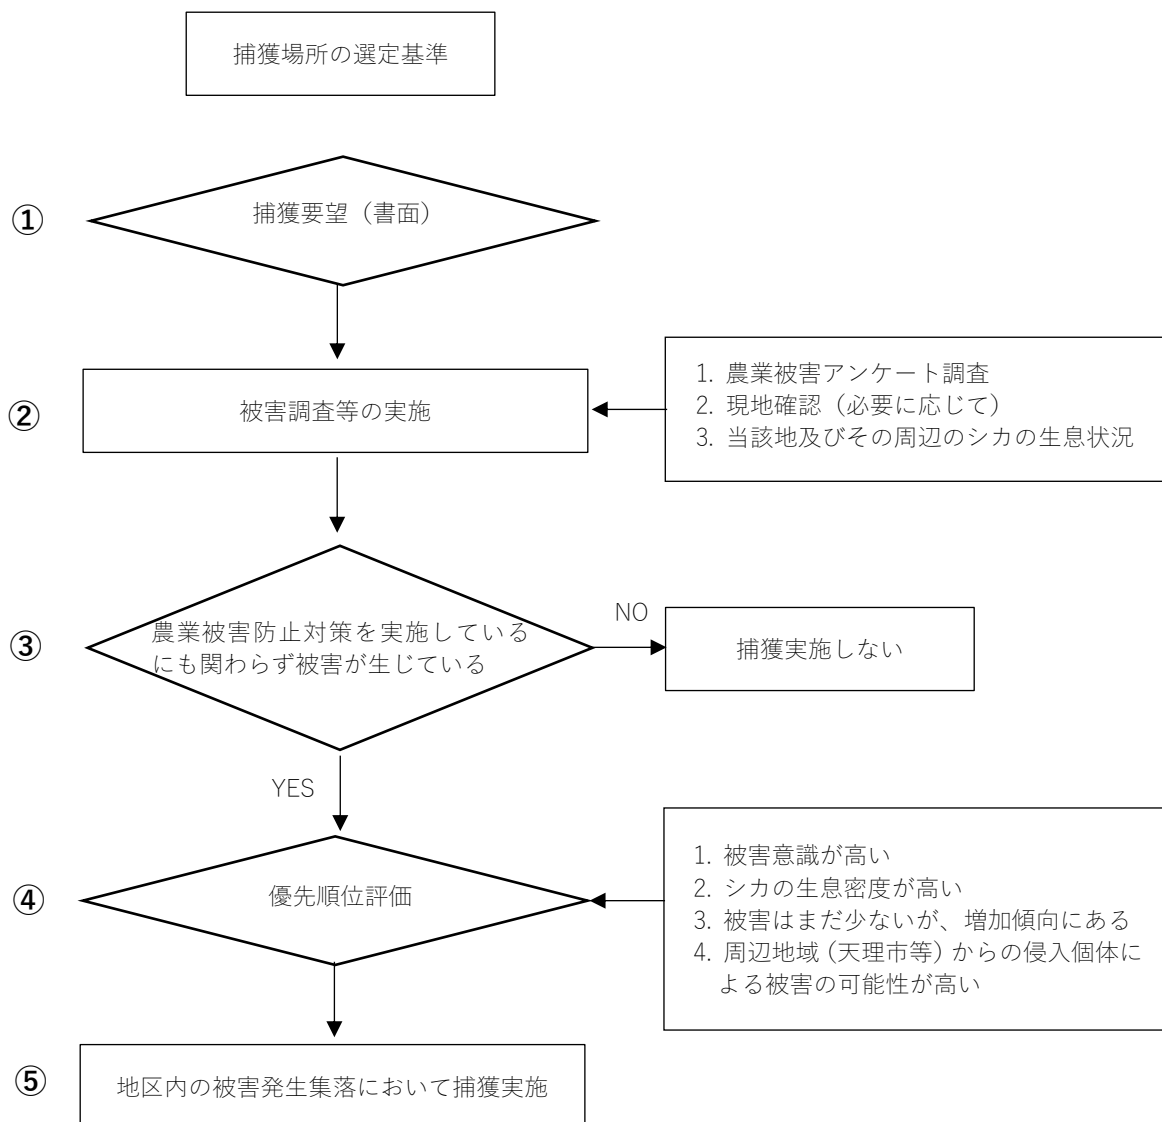 捕獲場所の選定基準
①
捕獲要望（書面）
②
被害調査等の実施
1. 農業被害アンケート調査
2. 現地確認（必要に応じて）
3. 当該地及びその周辺のシカの生息状況
③
農業被害防止対策を実施している
にも関わらず被害が生じている
NO
捕獲実施しない
YES
④
優先順位評価
1. 被害意識が高い
2. シカの生息密度が高い
3. 被害はまだ少ないが、増加傾向にある
4. 周辺地域（天理市等）からの侵入個体に
よる被害の可能性が高い
⑤
地区内の被害発生集落において捕獲実施